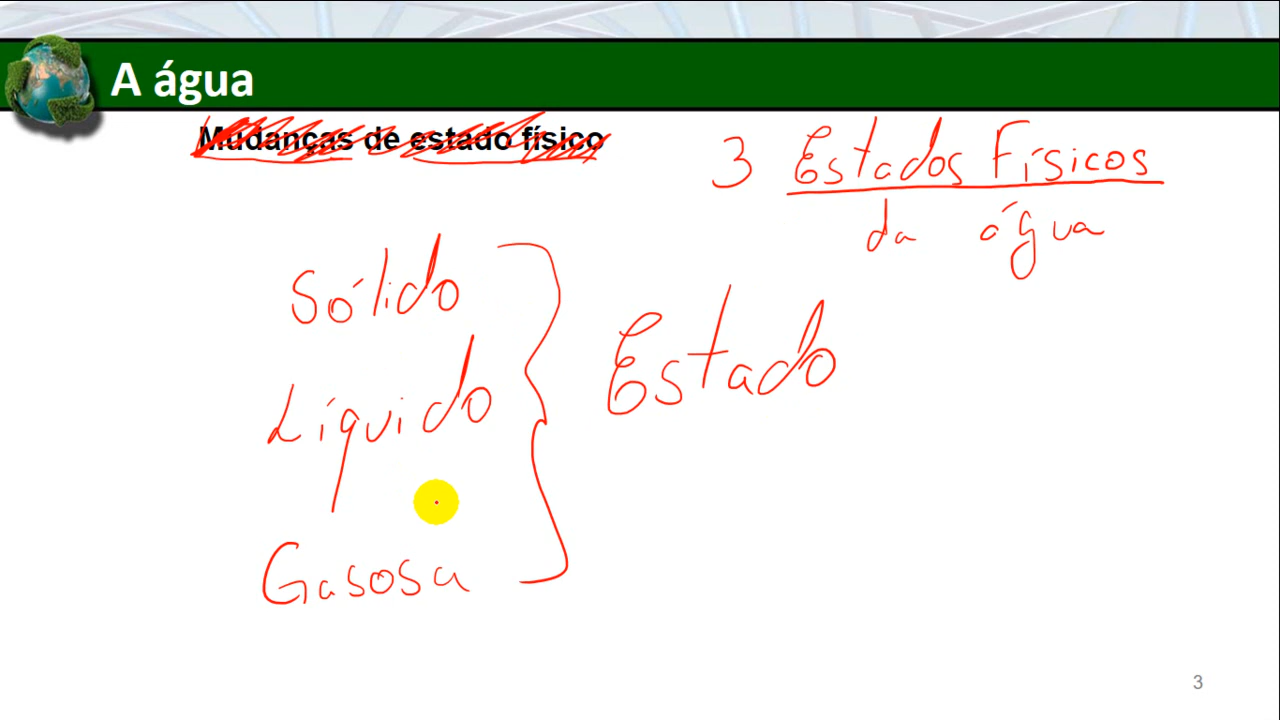 A água
Mudanças de estado físico
3 Estados Físicos
da água
Sólido
Líquido
Estado
Gasosa
3